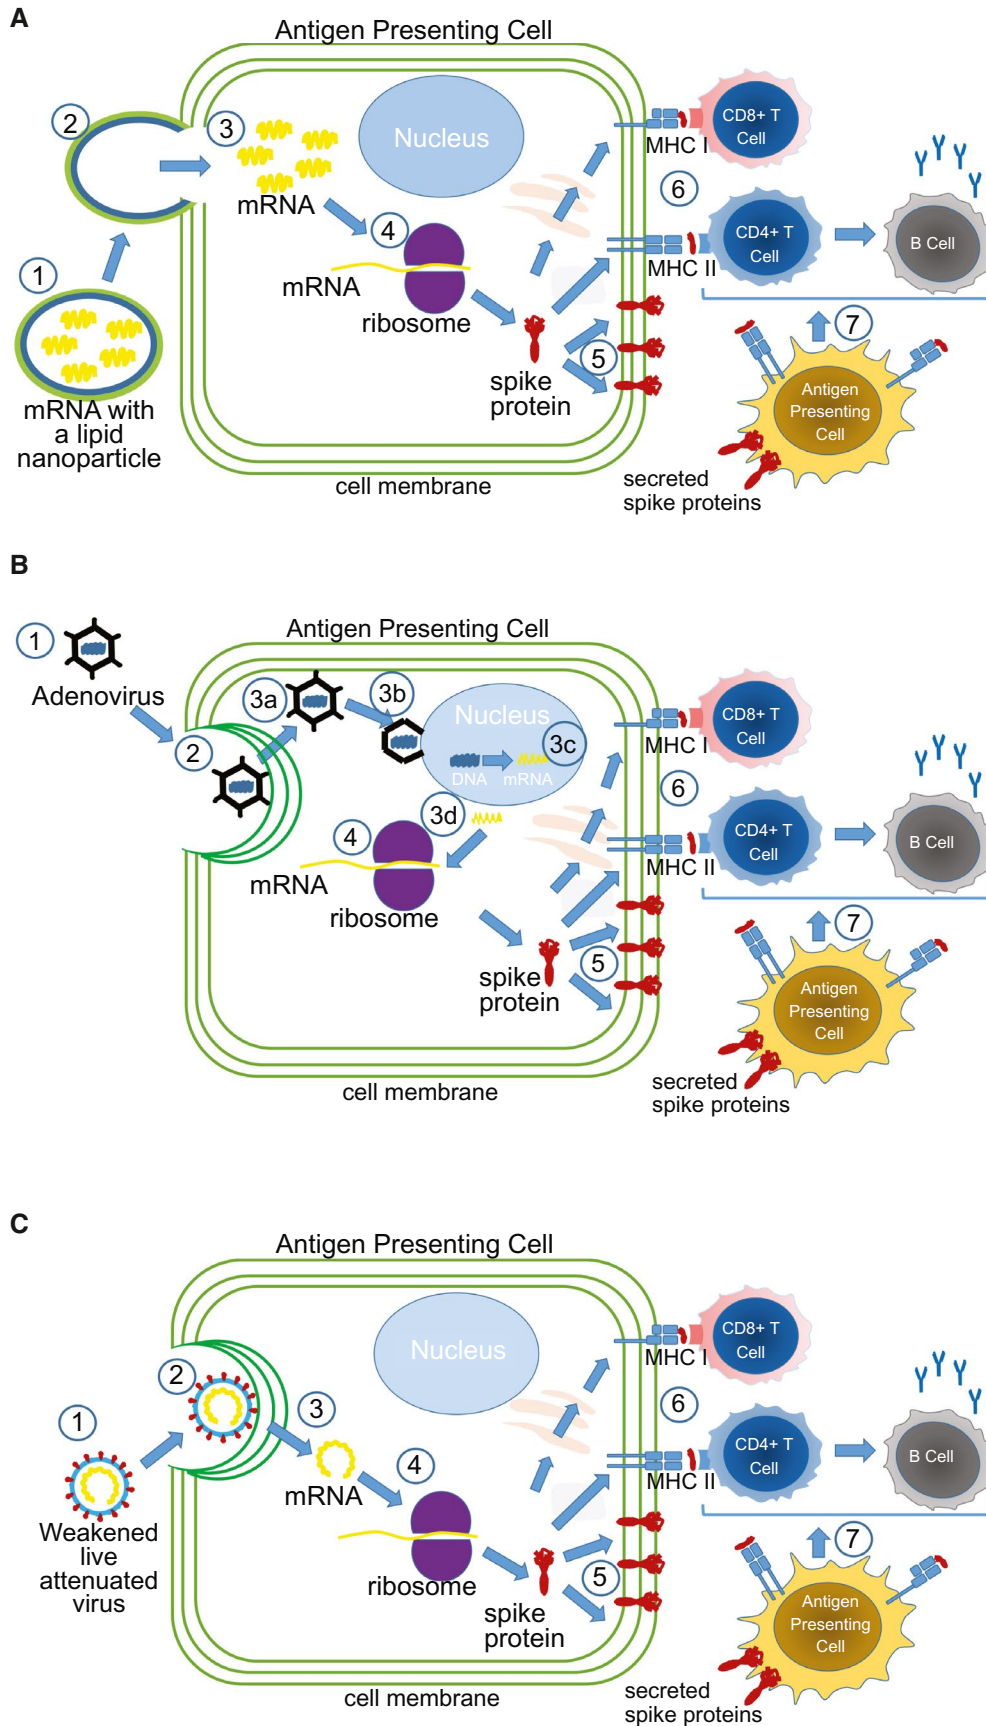 A
Antigen Presenting Cell
2
3
Nucleus
CD8+ T
Cell
MHC I
mRNA
6
4
1
mRNA
CD4+ T
Cell
B Cell
MHC II
ribosome
7
5
spike
protein
Antigen
Presenting
Cell
mRNA with
a lipid
nanoparticle
cell membrane
secreted
spike proteins
B
1
Antigen Presenting Cell
Adenovirus
3a
3b
Nucleus
CD8+ T
Cell
2
3c
MHC I
DNA
mRNA
6
3d
4
CD4+ T
Cell
B Cell
mRNA
MHC II
ribosome
7
5
spike
protein
Antigen
Presenting
Cell
cell membrane
secreted
spike proteins
C
Antigen Presenting Cell
Nucleus
CD8+ T
Cell
MHC I
2
1
3
6
4
CD4+ T
Cell
B Cell
mRNA
MHC II
Weakened
live
attenuated
virus
ribosome
7
5
spike
protein
Antigen
Presenting
Cell
cell membrane
secreted
spike proteins